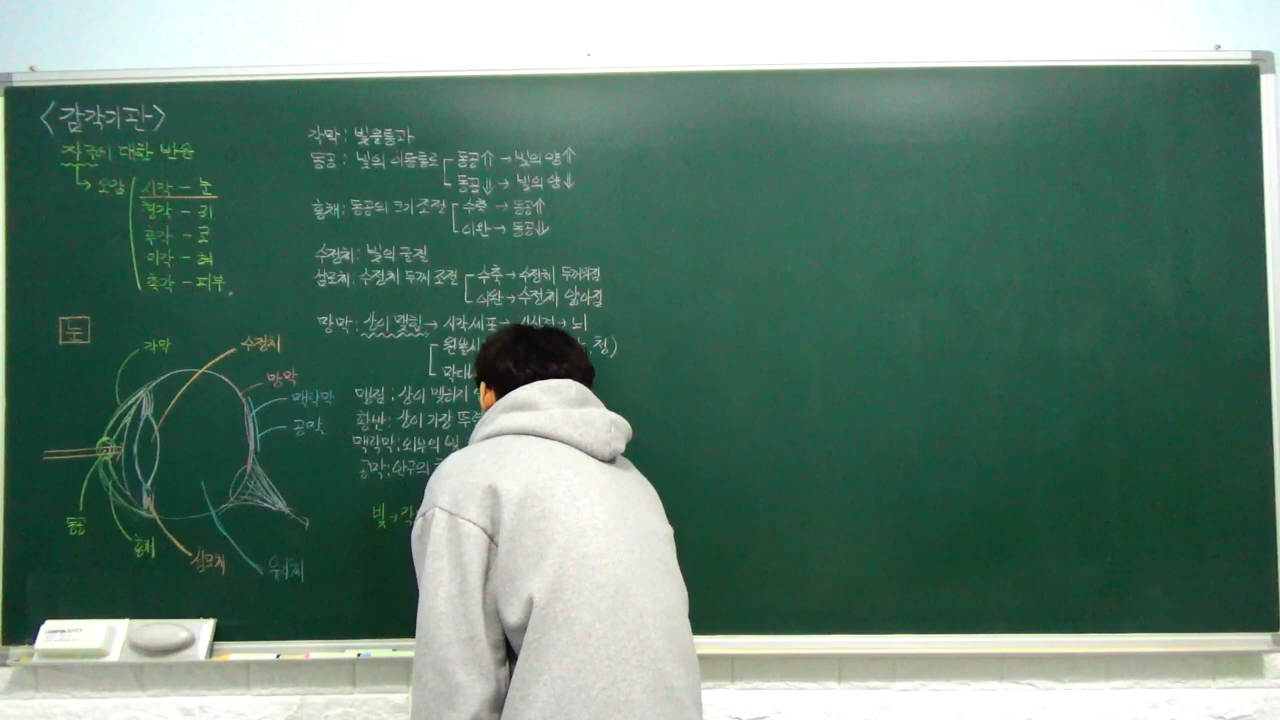 <감각기관>
자극에 대한 반응
→ 오감
시각 - 눈
청각 - 귀
후각 - 코
미각 - 혀
촉각 - 피부
눈
각막
수정체
망막
맥락막
공막
동공
홍채
섬모체
유리체
각막 : 빛을 통과
동공 : 빛의 이동통로 동공⇑ → 빛의 양⇑
동공⇓ → 빛의 양⇓
홍채 : 동공의 크기 조절 수축 → 동공⇑
이완 → 동공⇓
수정체 : 빛의 굴절
섬모체 : 수정체 두께 조절 수축 → 수정체 두꺼워짐
이완 → 수정체 얇아짐
망막 : 상이 맺힘 → 시각세포 → 시신경 → 뇌
원뿔 청)
막대
맹점 : 상이 맺히지
황반 : 상이 가장
맥락막 : 외부의
공막 : 안구의
빛 →